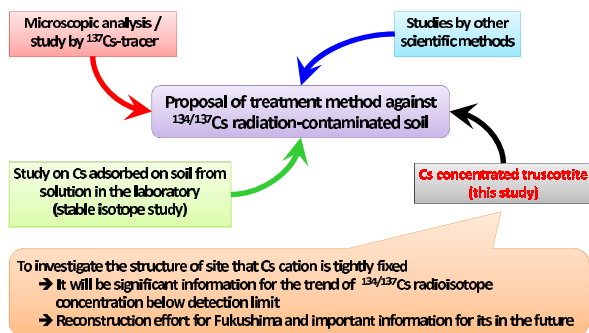 Microscopic analysis /
study by ¹³⁷Cs-tracer
Studies by other
scientific methods
Proposal of treatment method against
¹³⁴/¹³⁷Cs radiation-contaminated soil
Study on Cs adsorbed on soil from
solution in the laboratory
(stable isotope study)
Cs concentrated truscottite
(this study)
To investigate the structure of site that Cs cation is tightly fixed
➔ It will be significant information for the trend of ¹³⁴/¹³⁷Cs radioisotope
concentration below detection limit
➔ Reconstruction effort for Fukushima and important information for its in the future